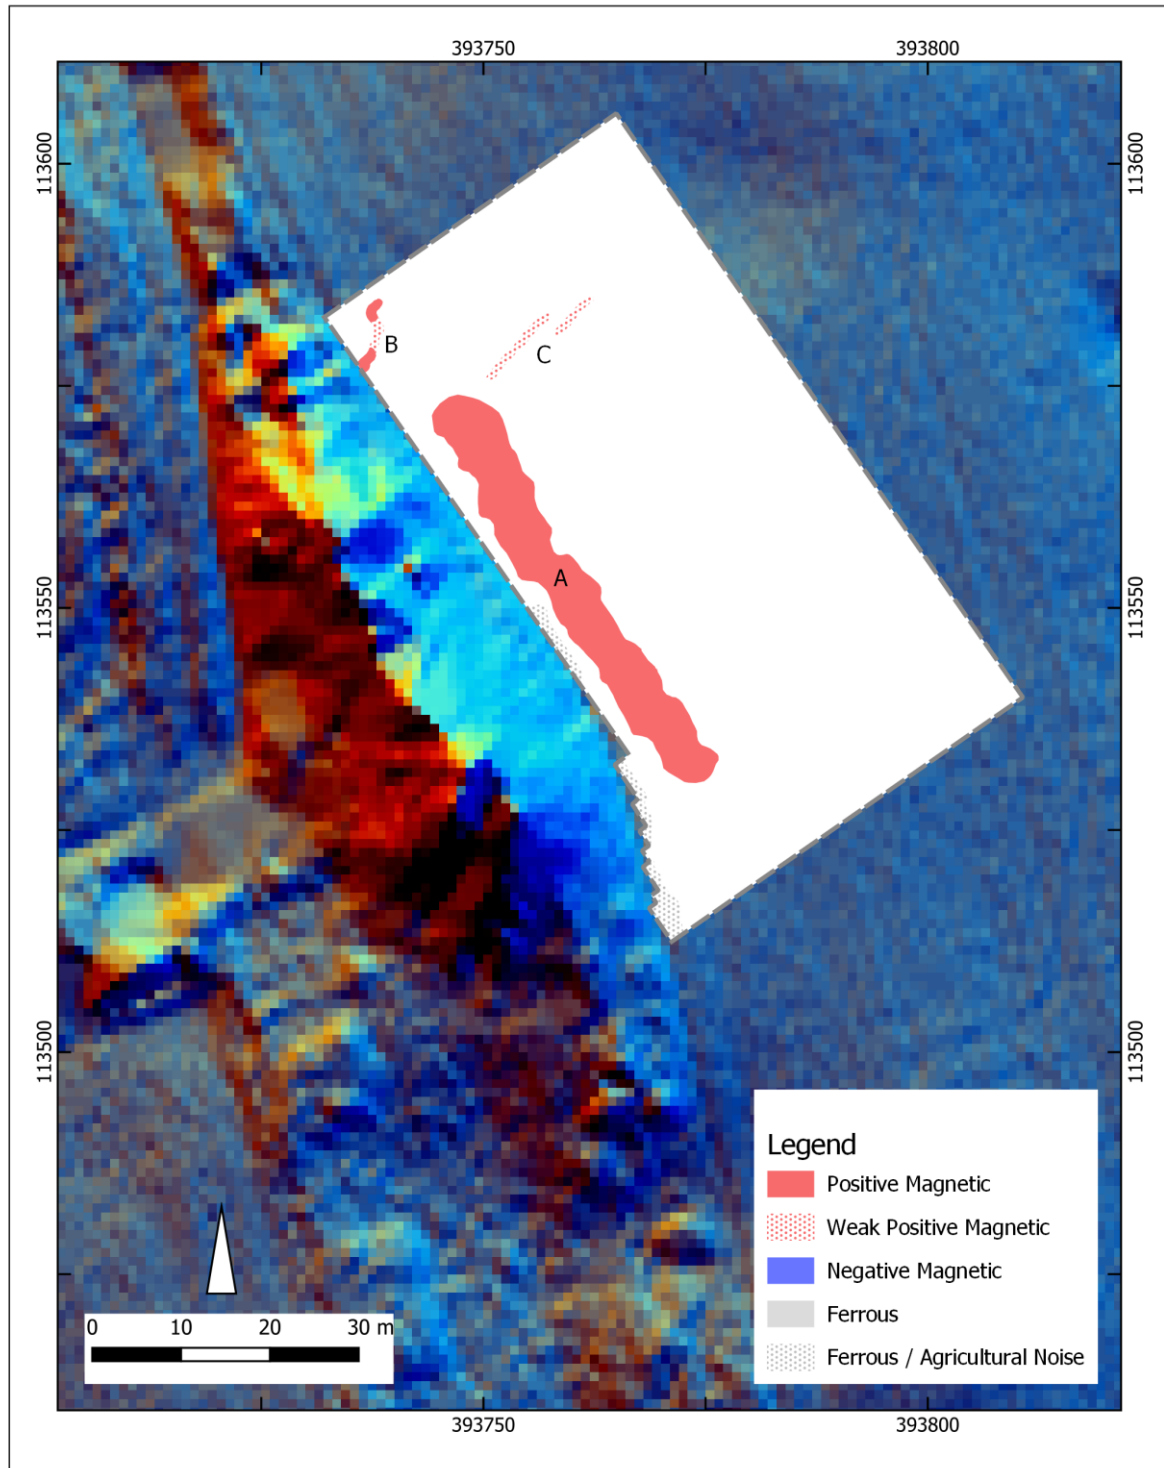 393750
393800
113600
113600
B
C
A
113550
113550
113500
113500
Legend
Positive Magnetic
Weak Positive Magnetic
Negative Magnetic
Ferrous
Ferrous / Agricultural Noise
0 10 20 30 m
393750
393800